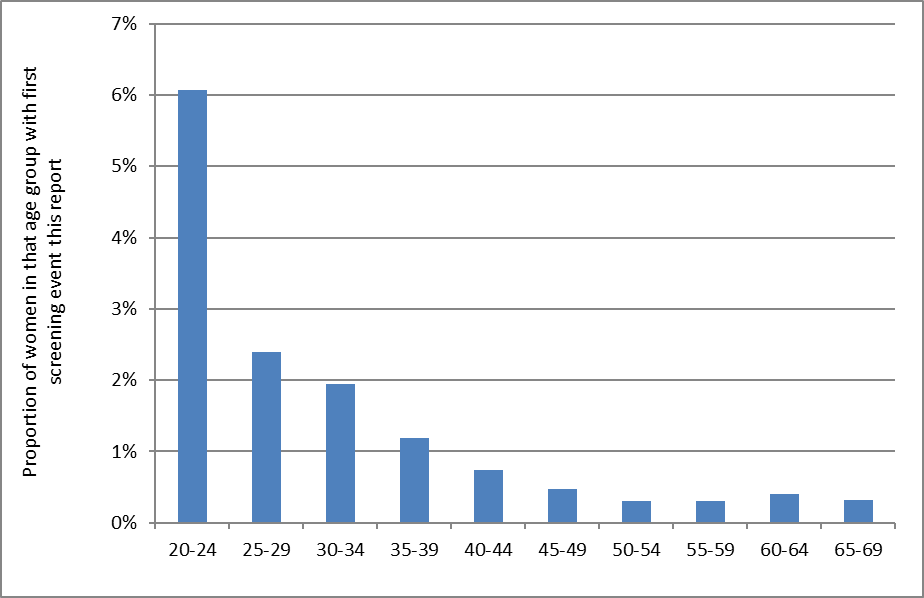 Proportion of women in that age group with first
screening event this report
7%
6%
5%
4%
3%
2%
1%
0%
20-24 25-29 30-34 35-39 40-44 45-49 50-54 55-59 60-64 65-69